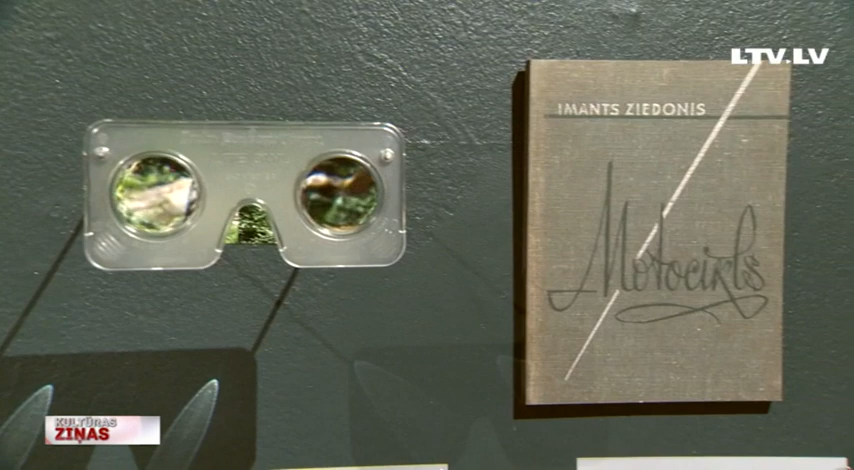 LTV.LV
IMANTS ZIEDONIS
Motocikls
KULTŪRAS
ZIŅAS